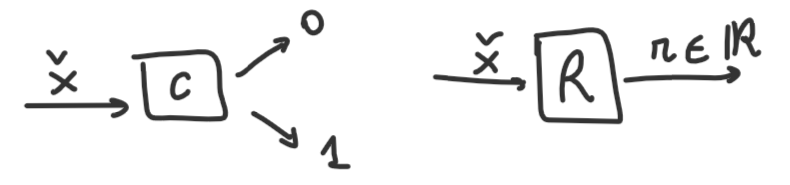 x̌ C 0 1
x̌ R r ∈ ℝ